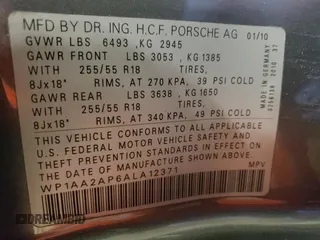 MFD BY DR. ING. H.C.F. PORSCHE AG 01/10
GVWR LBS 6493 ,KG 2945
GAWR FRONT LBS 3053 ,KG 1385
WITH 255/55 R18 TIRES,
8Jx18" RIMS, AT 270 KPA, 39 PSI COLD
GAWR REAR LBS 3638 ,KG 1650
WITH 255/55 R18 TIRES,
8Jx18" RIMS, AT 340 KPA, 49 PSI COLD
THIS VEHICLE CONFORMS TO ALL APPLICABLE
U.S. FEDERAL MOTOR VEHICLE SAFETY AND
THEFT PREVENTION STANDARDS IN EFFECT ON THE
DATE OF MANUFACTURE SHOWN ABOVE.
WP1AA2AP6ALA12371 MPV
DREAMBID